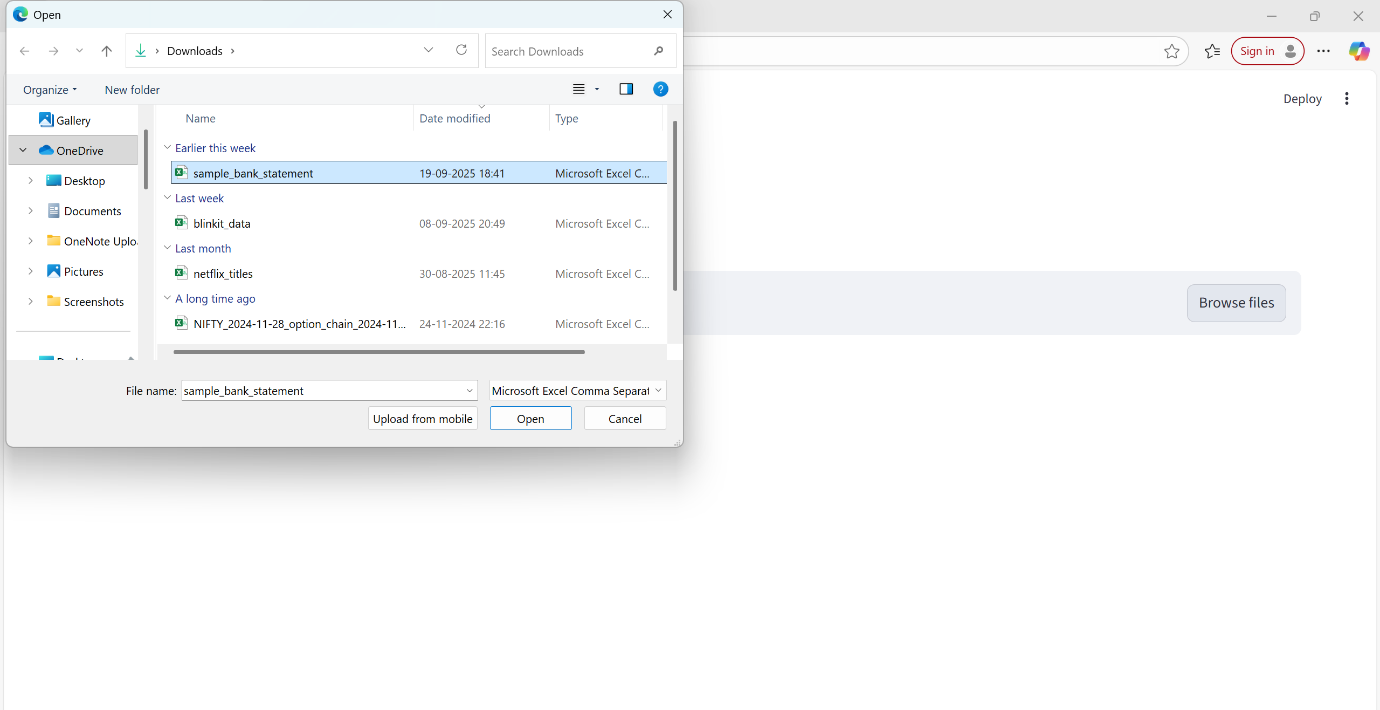 Open
Downloads
Search Downloads
Sign in
Organize
New folder
Deploy
Gallery
OneDrive
Desktop
Documents
OneNote Uplo
Pictures
Screenshots
Name Date modified Type
Earlier this week
sample_bank_statement 19-09-2025 18:41 Microsoft Excel C...
Last week
blinkit_data 08-09-2025 20:49 Microsoft Excel C...
Last month
netflix_titles 30-08-2025 11:45 Microsoft Excel C...
A long time ago
NIFTY_2024-11-28_option_chain_2024-11... 24-11-2024 22:16 Microsoft Excel C...
Browse files
File name: sample_bank_statement Microsoft Excel Comma Separat
Upload from mobile Open Cancel